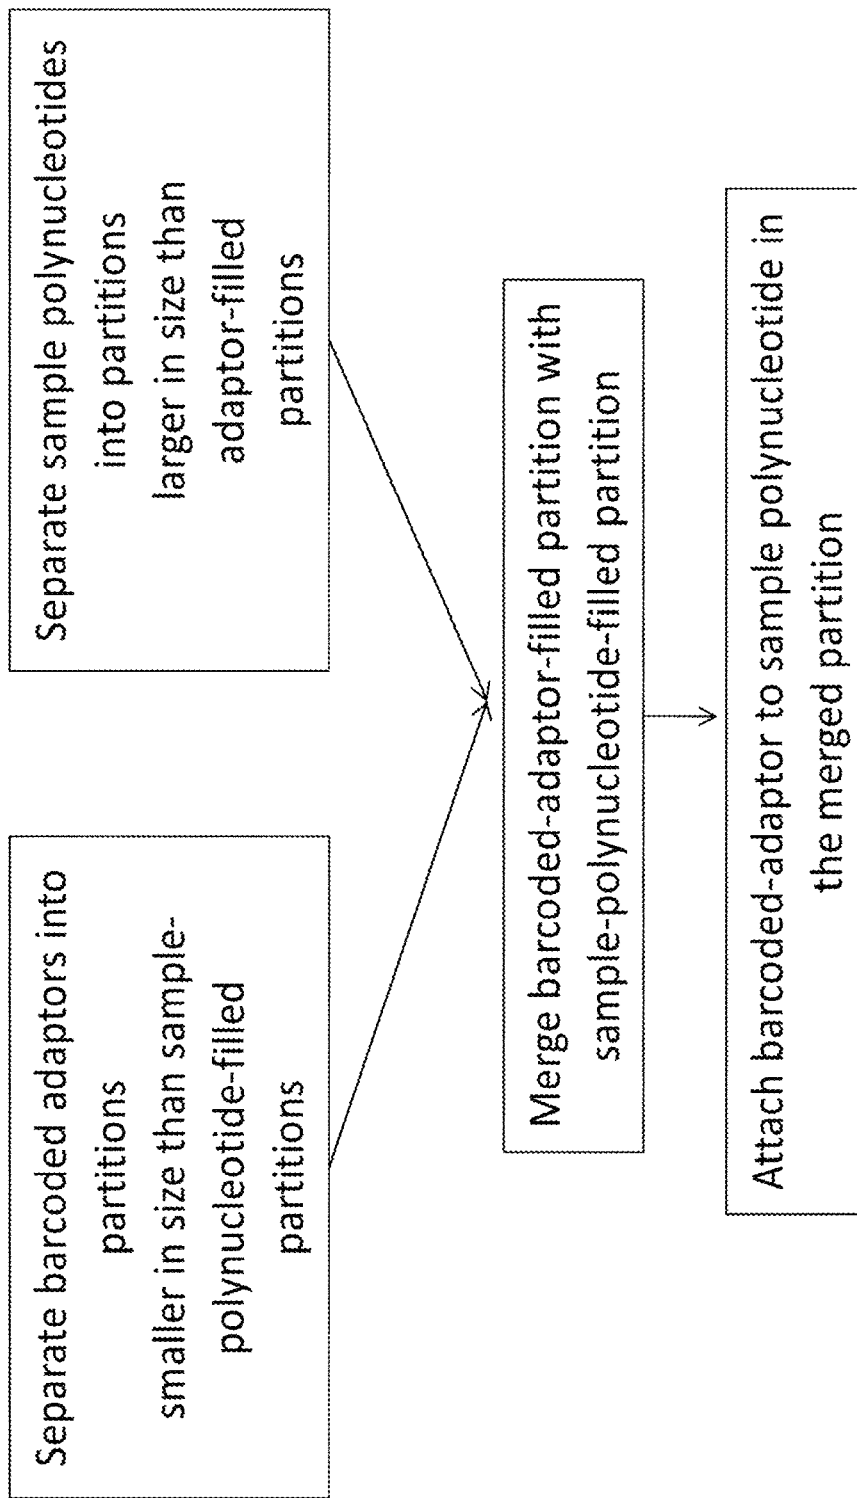 Separate barcoded adaptors into
partitions
smaller in size than sample-
polynucleotide-filled
partitions
Separate sample polynucleotides
into partitions
larger in size than
adaptor-filled
partitions
Merge barcoded-adaptor-filled partition with
sample-polynucleotide-filled partition
Attach barcoded-adaptor to sample polynucleotide in
the merged partition